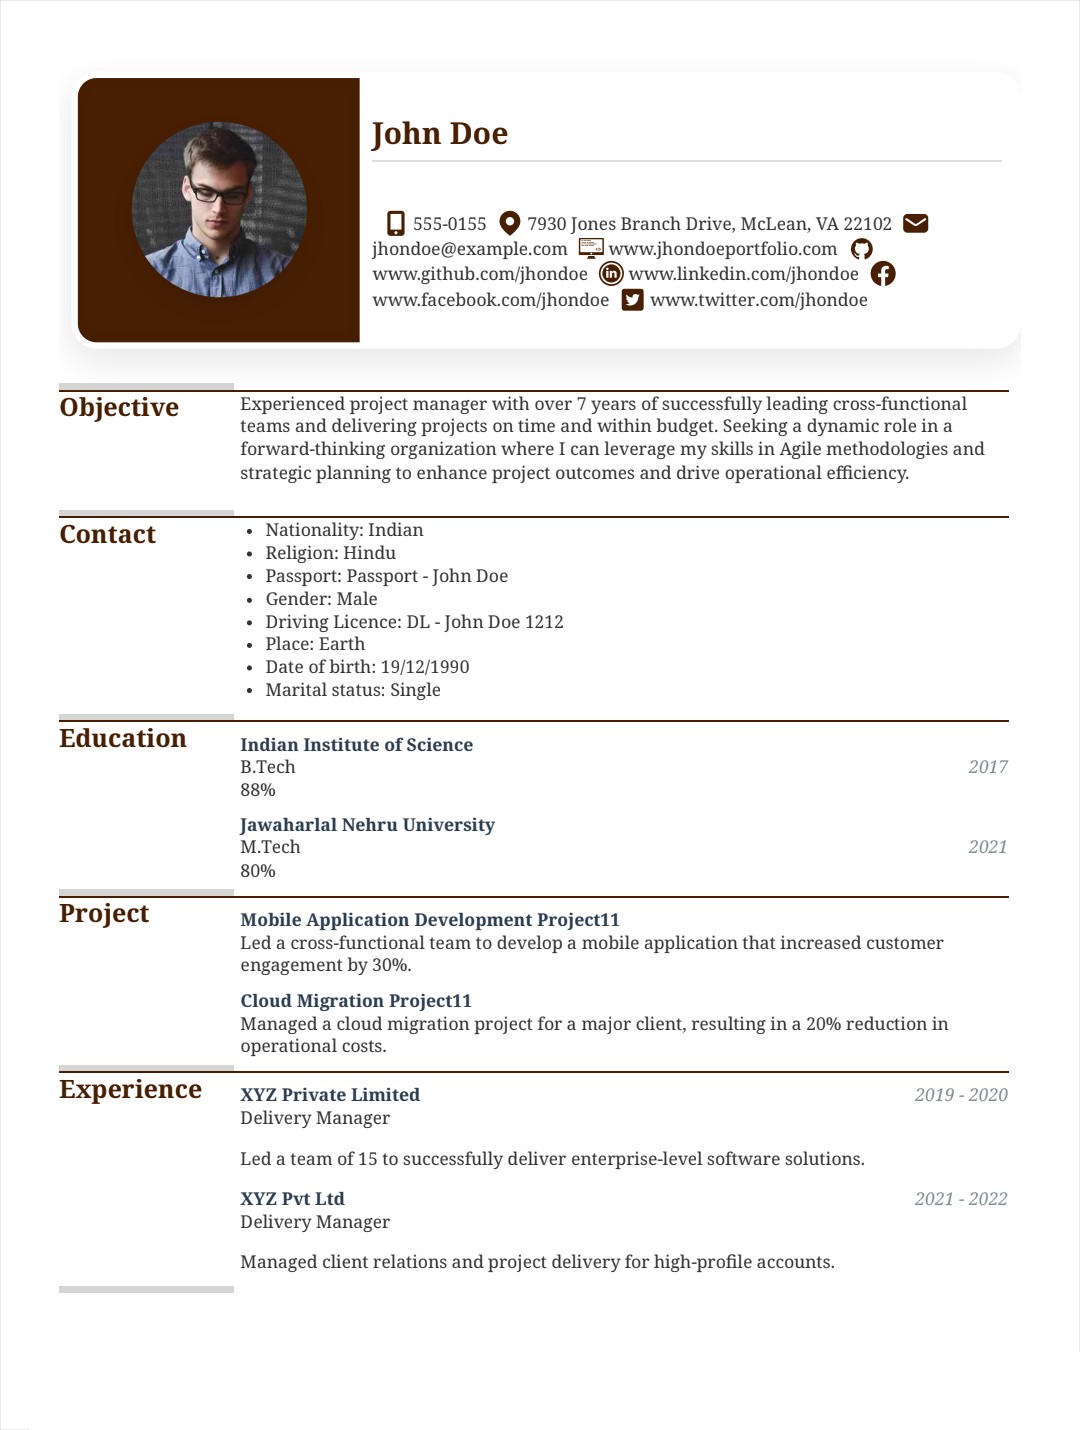 John Doe
555-0155 7930 Jones Branch Drive, McLean, VA 22102
jhondoe@example.com www.jhondoeportfolio.com
www.github.com/jhondoe www.linkedin.com/jhondoe
www.facebook.com/jhondoe www.twitter.com/jhondoe
Objective
Experienced project manager with over 7 years of successfully leading cross-functional
teams and delivering projects on time and within budget. Seeking a dynamic role in a
forward-thinking organization where I can leverage my skills in Agile methodologies and
strategic planning to enhance project outcomes and drive operational efficiency.
Contact
• Nationality: Indian
• Religion: Hindu
• Passport: Passport - John Doe
• Gender: Male
• Driving Licence: DL - John Doe 1212
• Place: Earth
• Date of birth: 19/12/1990
• Marital status: Single
Education
Indian Institute of Science
B.Tech 2017
88%
Jawaharlal Nehru University
M.Tech 2021
80%
Project
Mobile Application Development Project11
Led a cross-functional team to develop a mobile application that increased customer
engagement by 30%.
Cloud Migration Project11
Managed a cloud migration project for a major client, resulting in a 20% reduction in
operational costs.
Experience
XYZ Private Limited 2019 - 2020
Delivery Manager
Led a team of 15 to successfully deliver enterprise-level software solutions.
XYZ Pvt Ltd 2021 - 2022
Delivery Manager
Managed client relations and project delivery for high-profile accounts.